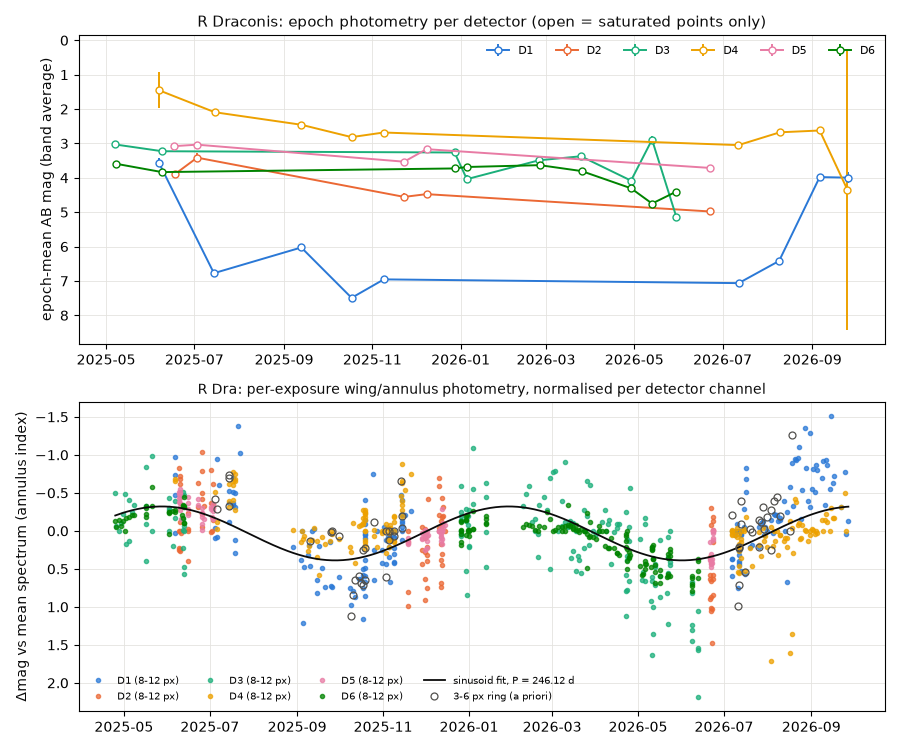 R Draconis: epoch photometry per detector (open = saturated points only)
D1 D2 D3 D4 D5 D6
epoch-mean AB mag (band average)
0
1
2
3
4
5
6
7
8
2025-05 2025-07 2025-09 2025-11 2026-01 2026-03 2026-05 2026-07 2026-09
R Dra: per-exposure wing/annulus photometry, normalised per detector channel
Δmag vs mean spectrum (annulus index)
−1.5
−1.0
−0.5
0.0
0.5
1.0
1.5
2.0
D1 (8-12 px) D3 (8-12 px) D5 (8-12 px) sinusoid fit, P = 246.12 d
D2 (8-12 px) D4 (8-12 px) D6 (8-12 px) 3-6 px ring (a priori)
2025-05 2025-07 2025-09 2025-11 2026-01 2026-03 2026-05 2026-07 2026-09